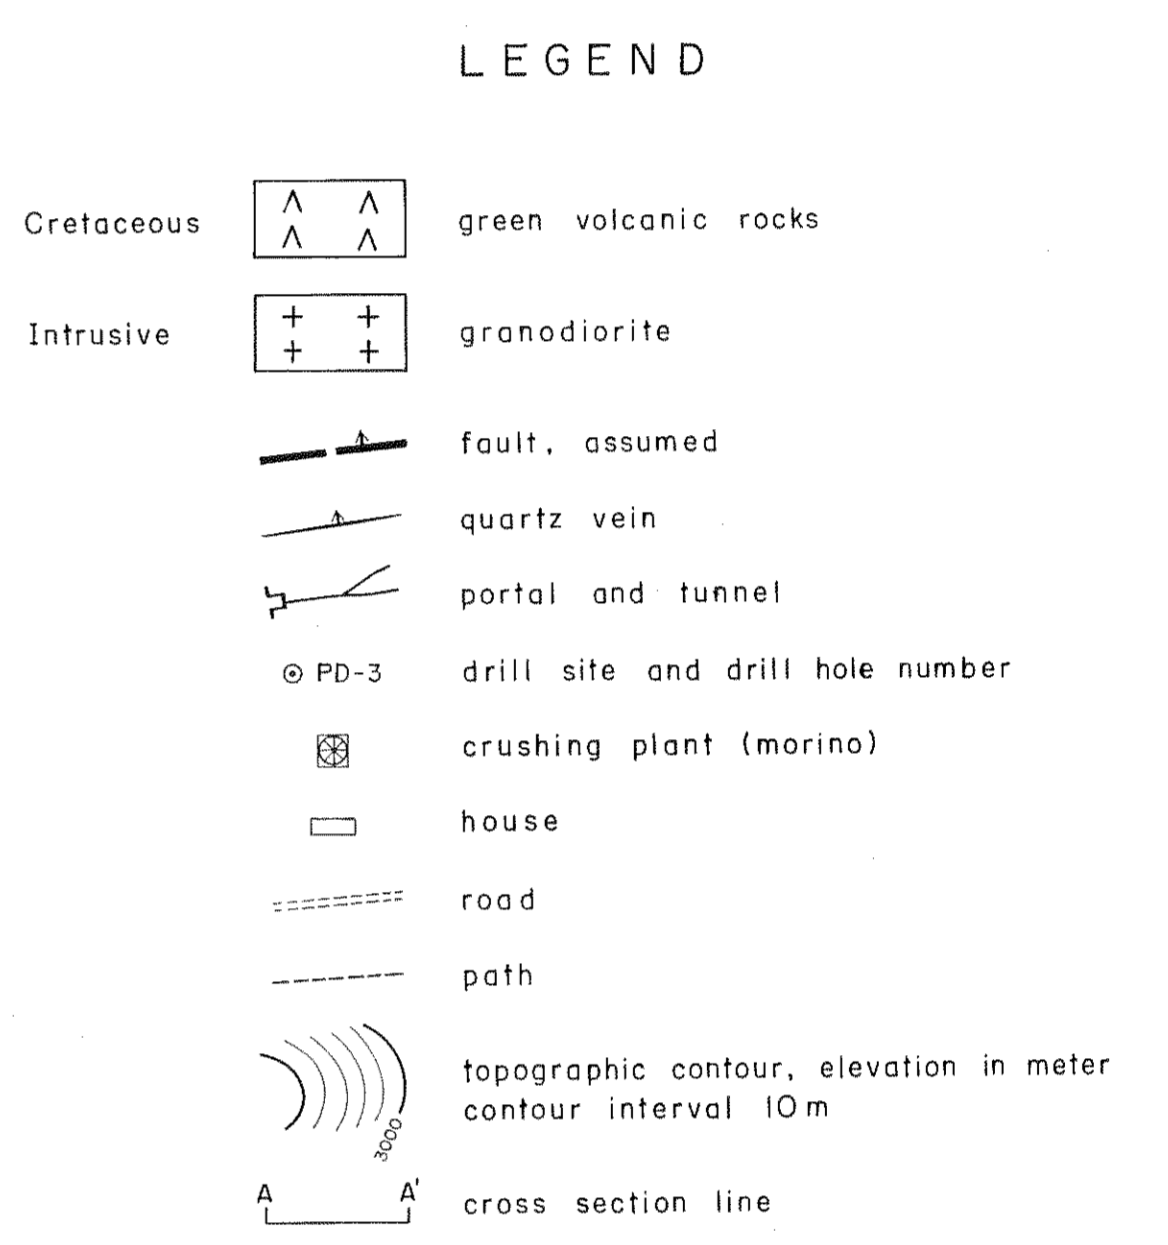 LEGEND
Cretaceous green volcanic rocks
Intrusive granodiorite
fault, assumed
quartz vein
portal and tunnel
PD-3 drill site and drill hole number
crushing plant (morino)
house
road
path
topographic contour, elevation in meter
contour interval 10m
3000
A A'
cross section line